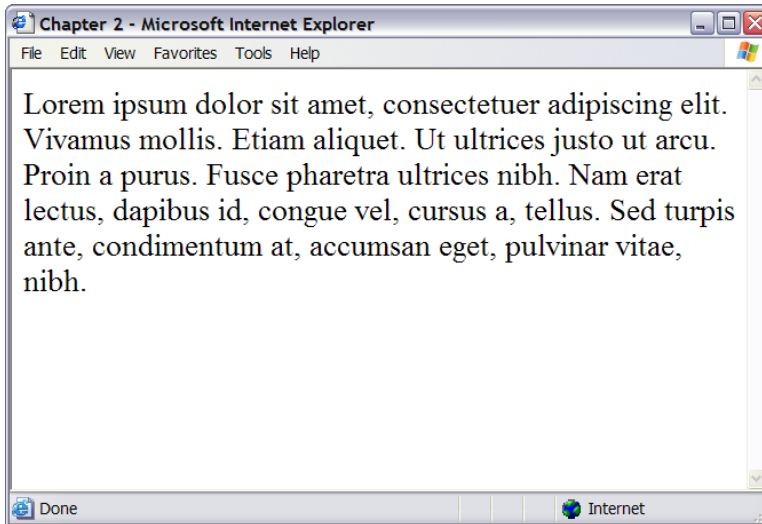 Chapter 2 - Microsoft Internet Explorer
File Edit View Favorites Tools Help
Lorem ipsum dolor sit amet, consectetuer adipiscing elit.
Vivamus mollis. Etiam aliquet. Ut ultrices justo ut arcu.
Proin a purus. Fusce pharetra ultrices nibh. Nam erat
lectus, dapibus id, congue vel, cursus a, tellus. Sed turpis
ante, condimentum at, accumsan eget, pulvinar vitae,
nibh.
Done Internet